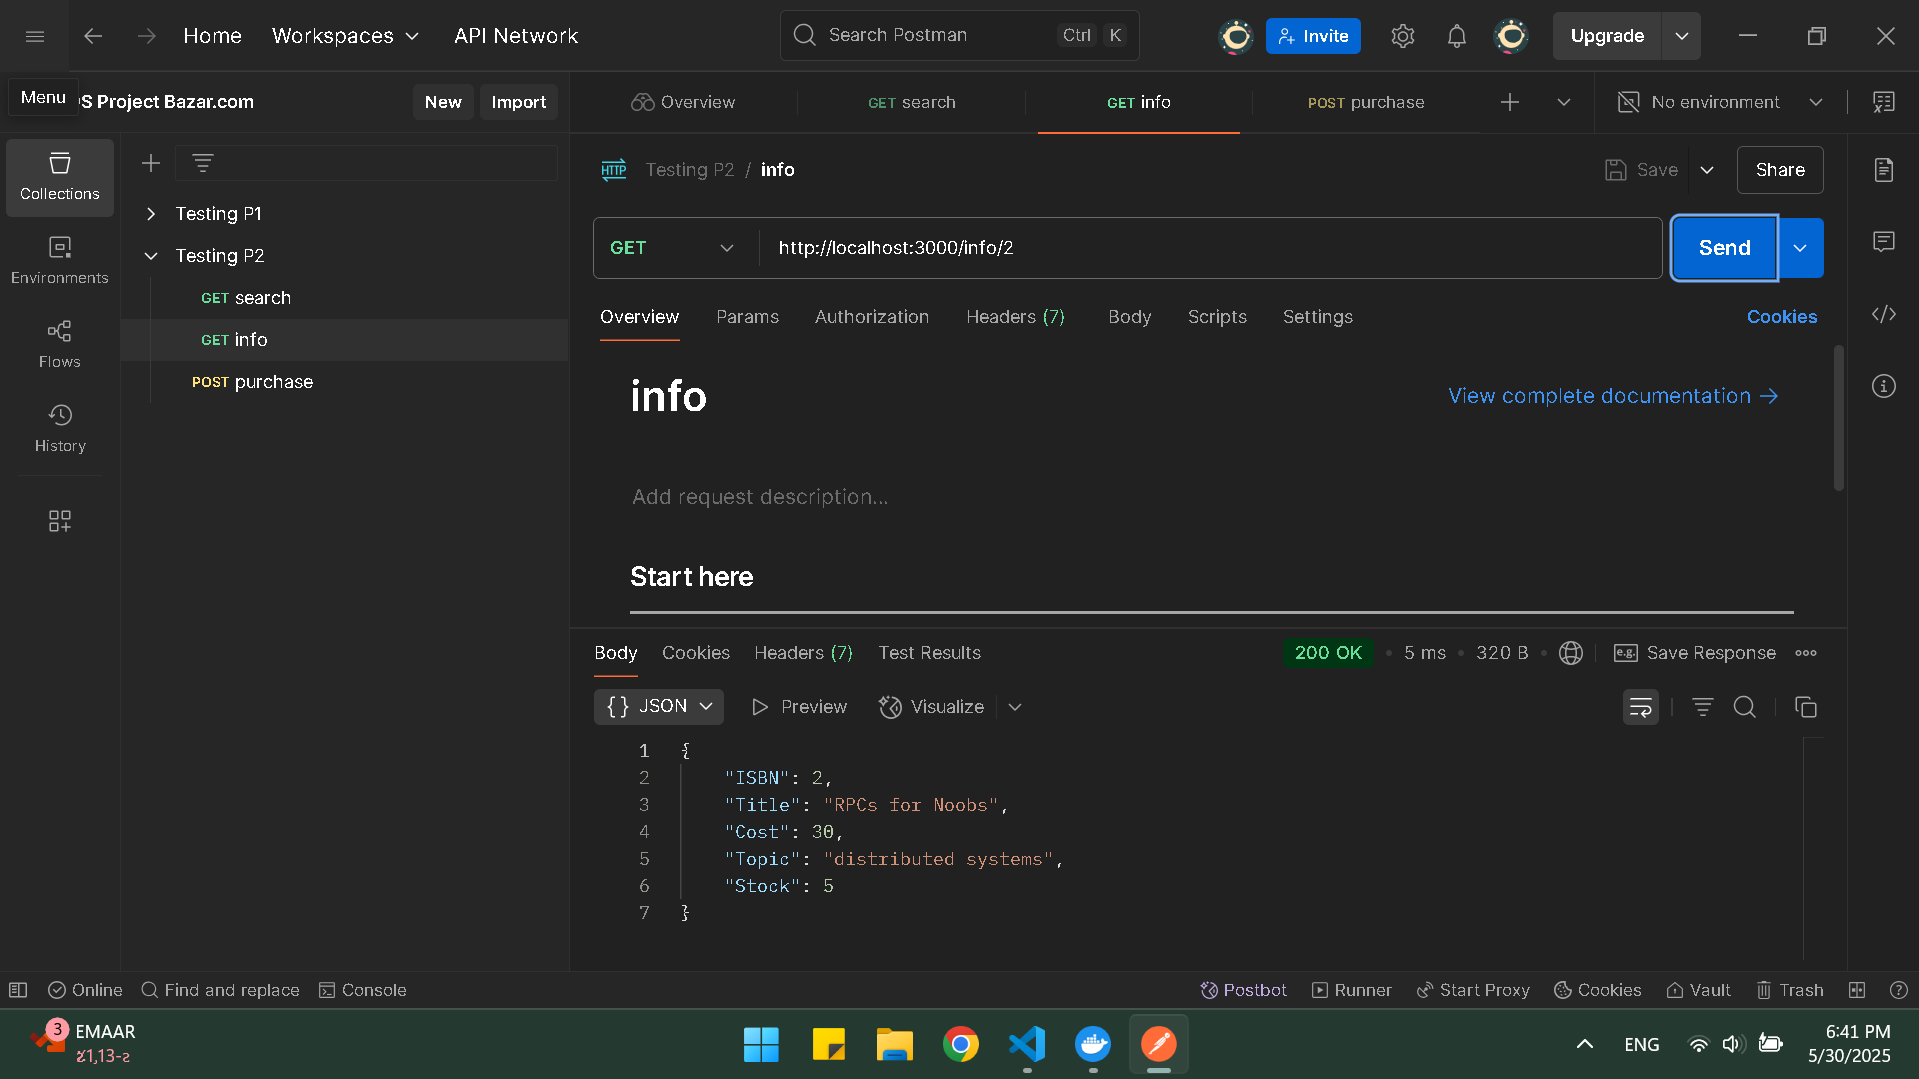 Home
Workspaces
API Network
Search Postman
Ctrl K
Invite
Upgrade
Menu
S Project Bazar.com
New
Import
Overview
GET search
GET info
POST purchase
No environment
Collections
Environments
Flows
History
Testing P1
Testing P2
GET search
GET info
POST purchase
HTTP
Testing P2 / info
Save
Share
GET
http://localhost:3000/info/2
Send
Overview
Params
Authorization
Headers (7)
Body
Scripts
Settings
Cookies
info
View complete documentation →
Add request description...
Start here
Body
Cookies
Headers (7)
Test Results
200 OK • 5 ms • 320 B •
e.g. Save Response
{} JSON
Preview
Visualize
1 {
2 "ISBN": 2,
3 "Title": "RPCs for Noobs",
4 "Cost": 30,
5 "Topic": "distributed systems",
6 "Stock": 5
7 }
Online
Find and replace
Console
Postbot
Runner
Start Proxy
Cookies
Vault
Trash
3
EMAAR
ENG
6:41 PM
5/30/2025